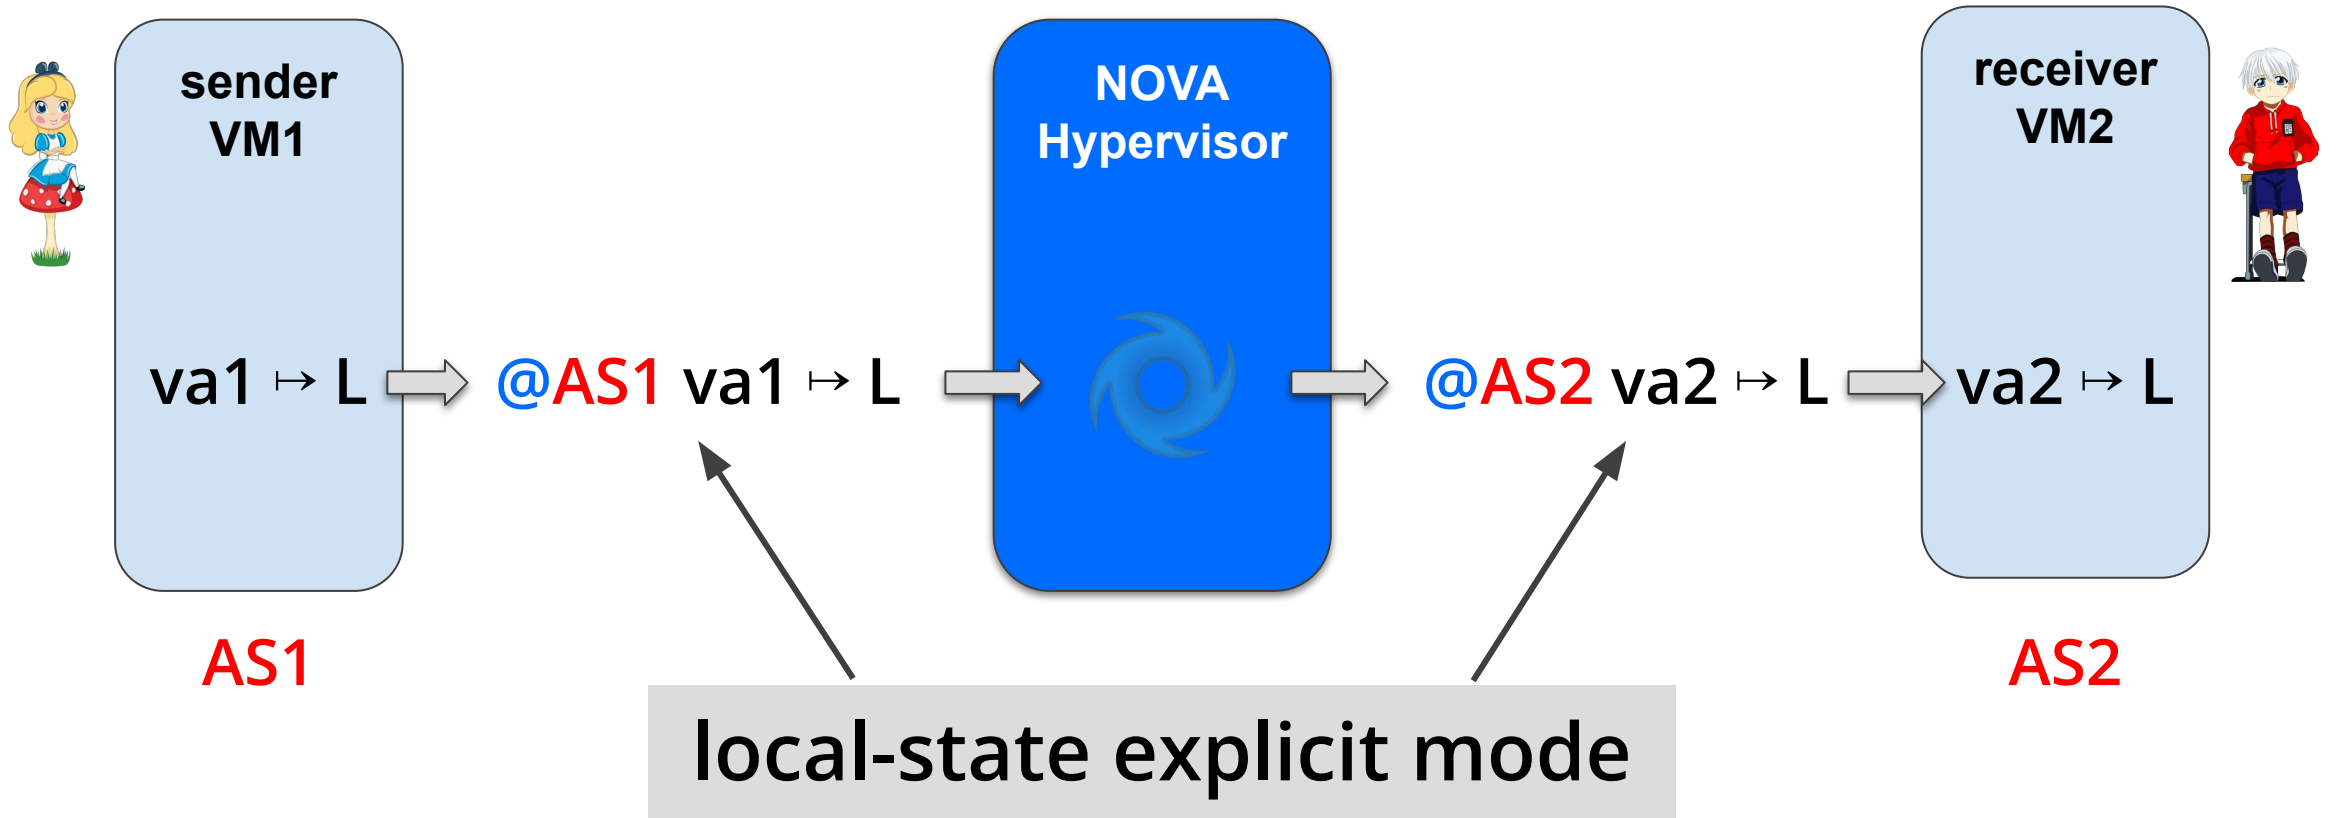 sender
VM1
NOVA
Hypervisor
receiver
VM2
va1 ↦ L
@AS1 va1 ↦ L
@AS2 va2 ↦ L
va2 ↦ L
AS1
AS2
local-state explicit mode